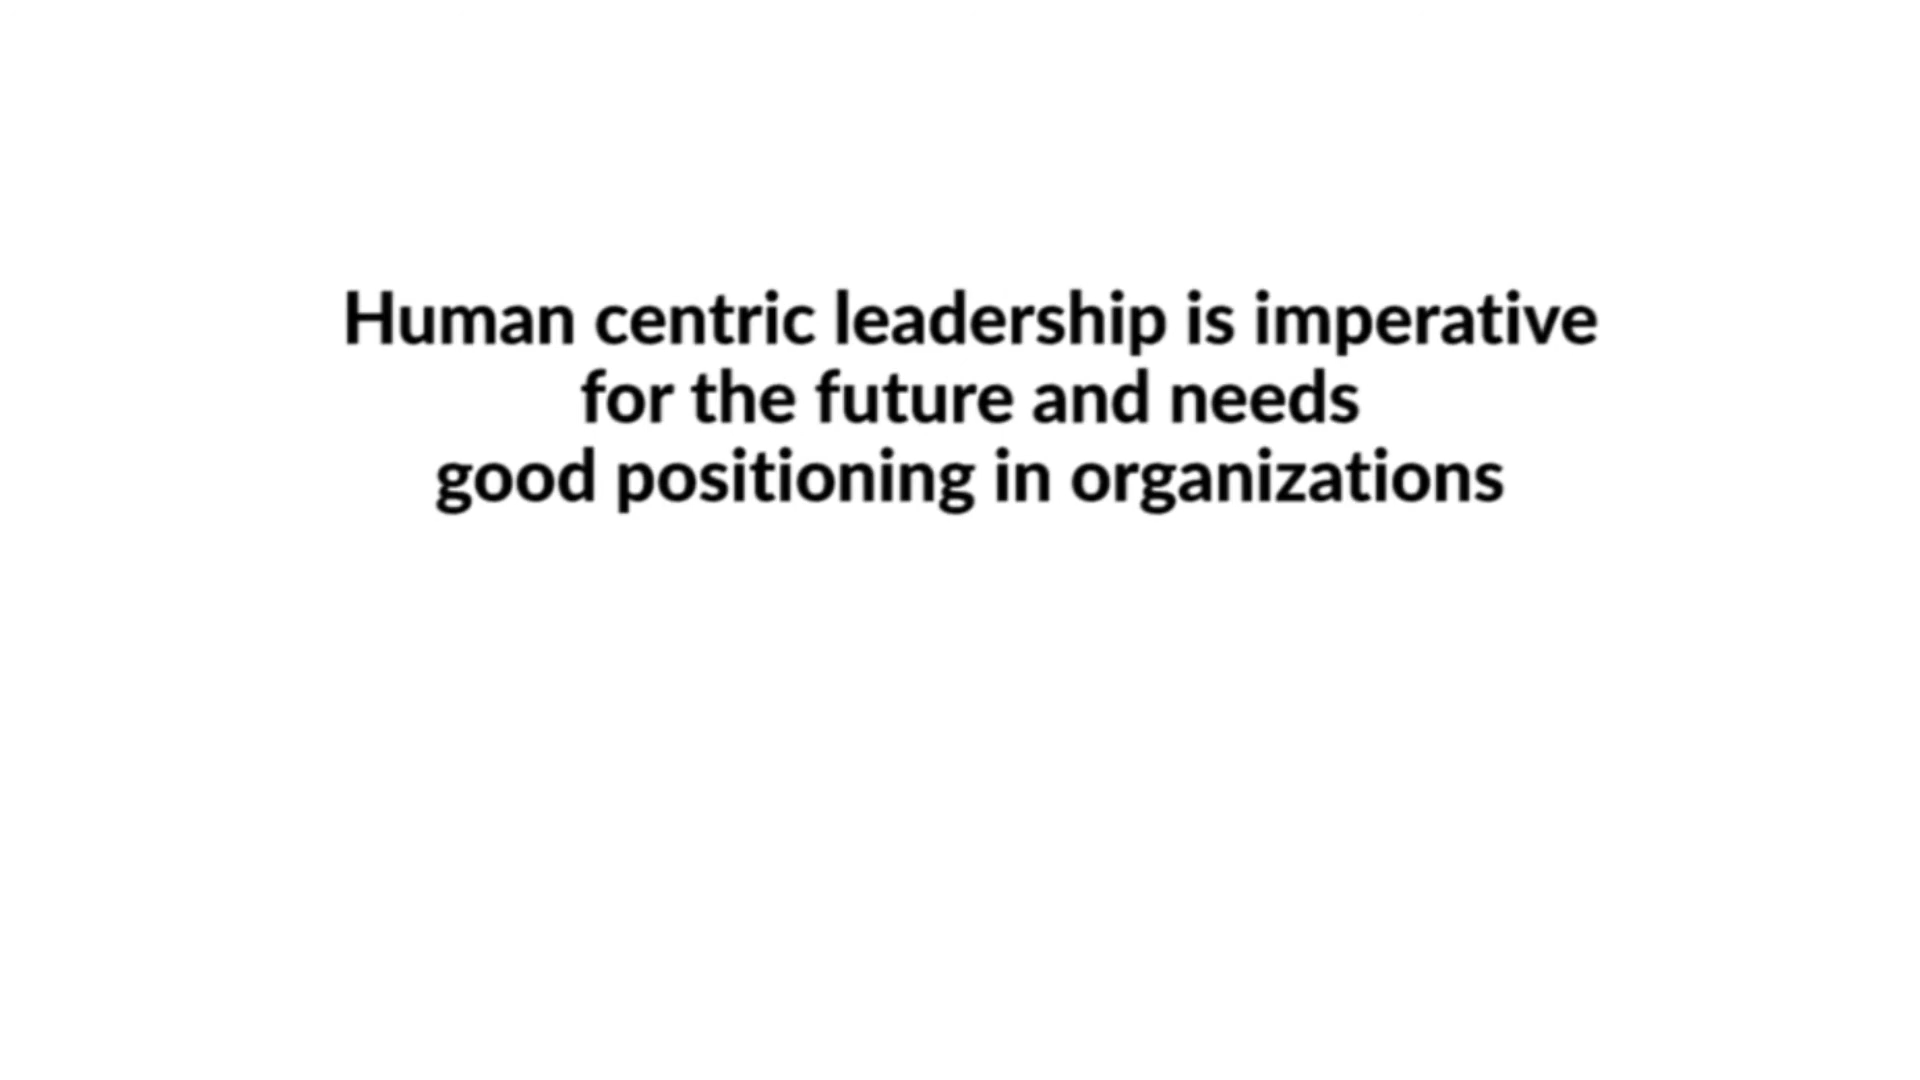 Human centric leadership is imperative
for the future and needs
good positioning in organizations